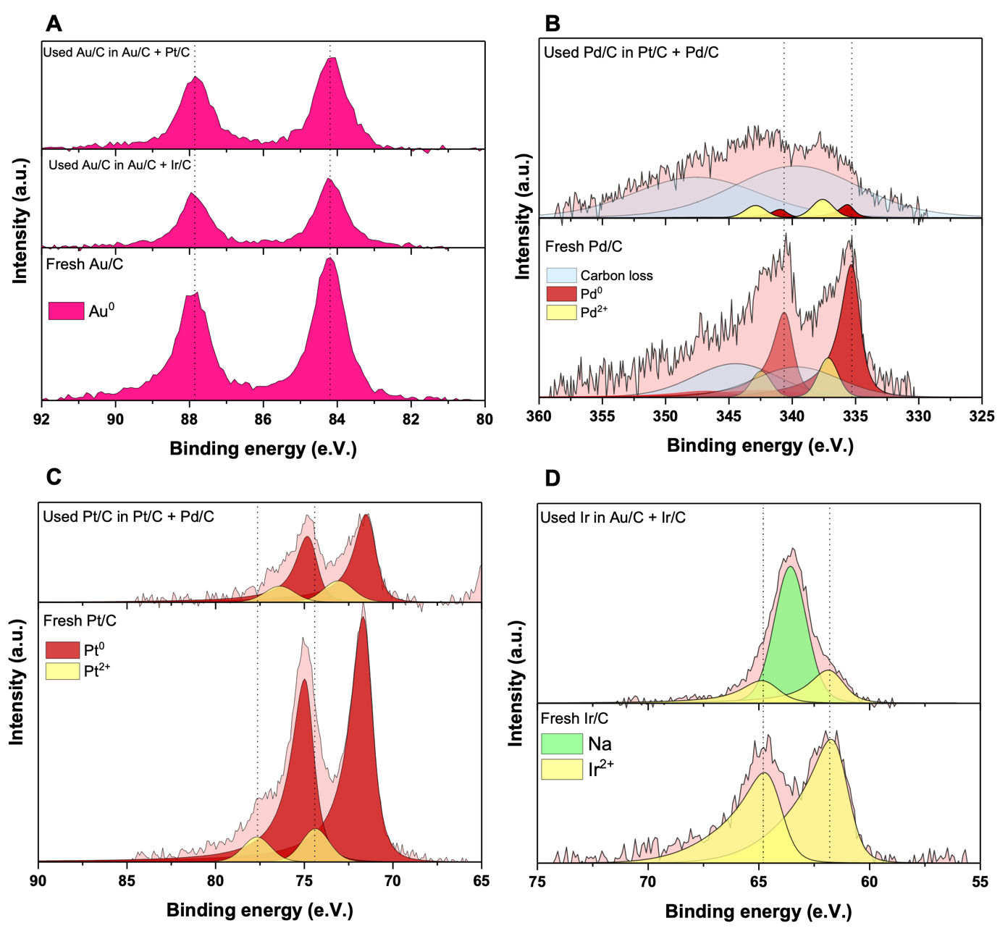 A
Used Au/C in Au/C + Pt/C
Used Au/C in Au/C + Ir/C
Fresh Au/C
Au0
Intensity (a.u.)
92 90 88 86 84 82 80
Binding energy (e.V.)
B
Used Pd/C in Pt/C + Pd/C
Fresh Pd/C
Carbon loss
Pd0
Pd2+
Intensity (a.u.)
360 355 350 345 340 335 330 325
Binding energy (e.V.)
C
Used Pt/C in Pt/C + Pd/C
Fresh Pt/C
Pt0
Pt2+
Intensity (a.u.)
90 85 80 75 70 65
Binding energy (e.V.)
D
Used Ir in Au/C + Ir/C
Fresh Ir/C
Na
Ir2+
Intensity (a.u.)
75 70 65 60 55
Binding energy (e.V.)